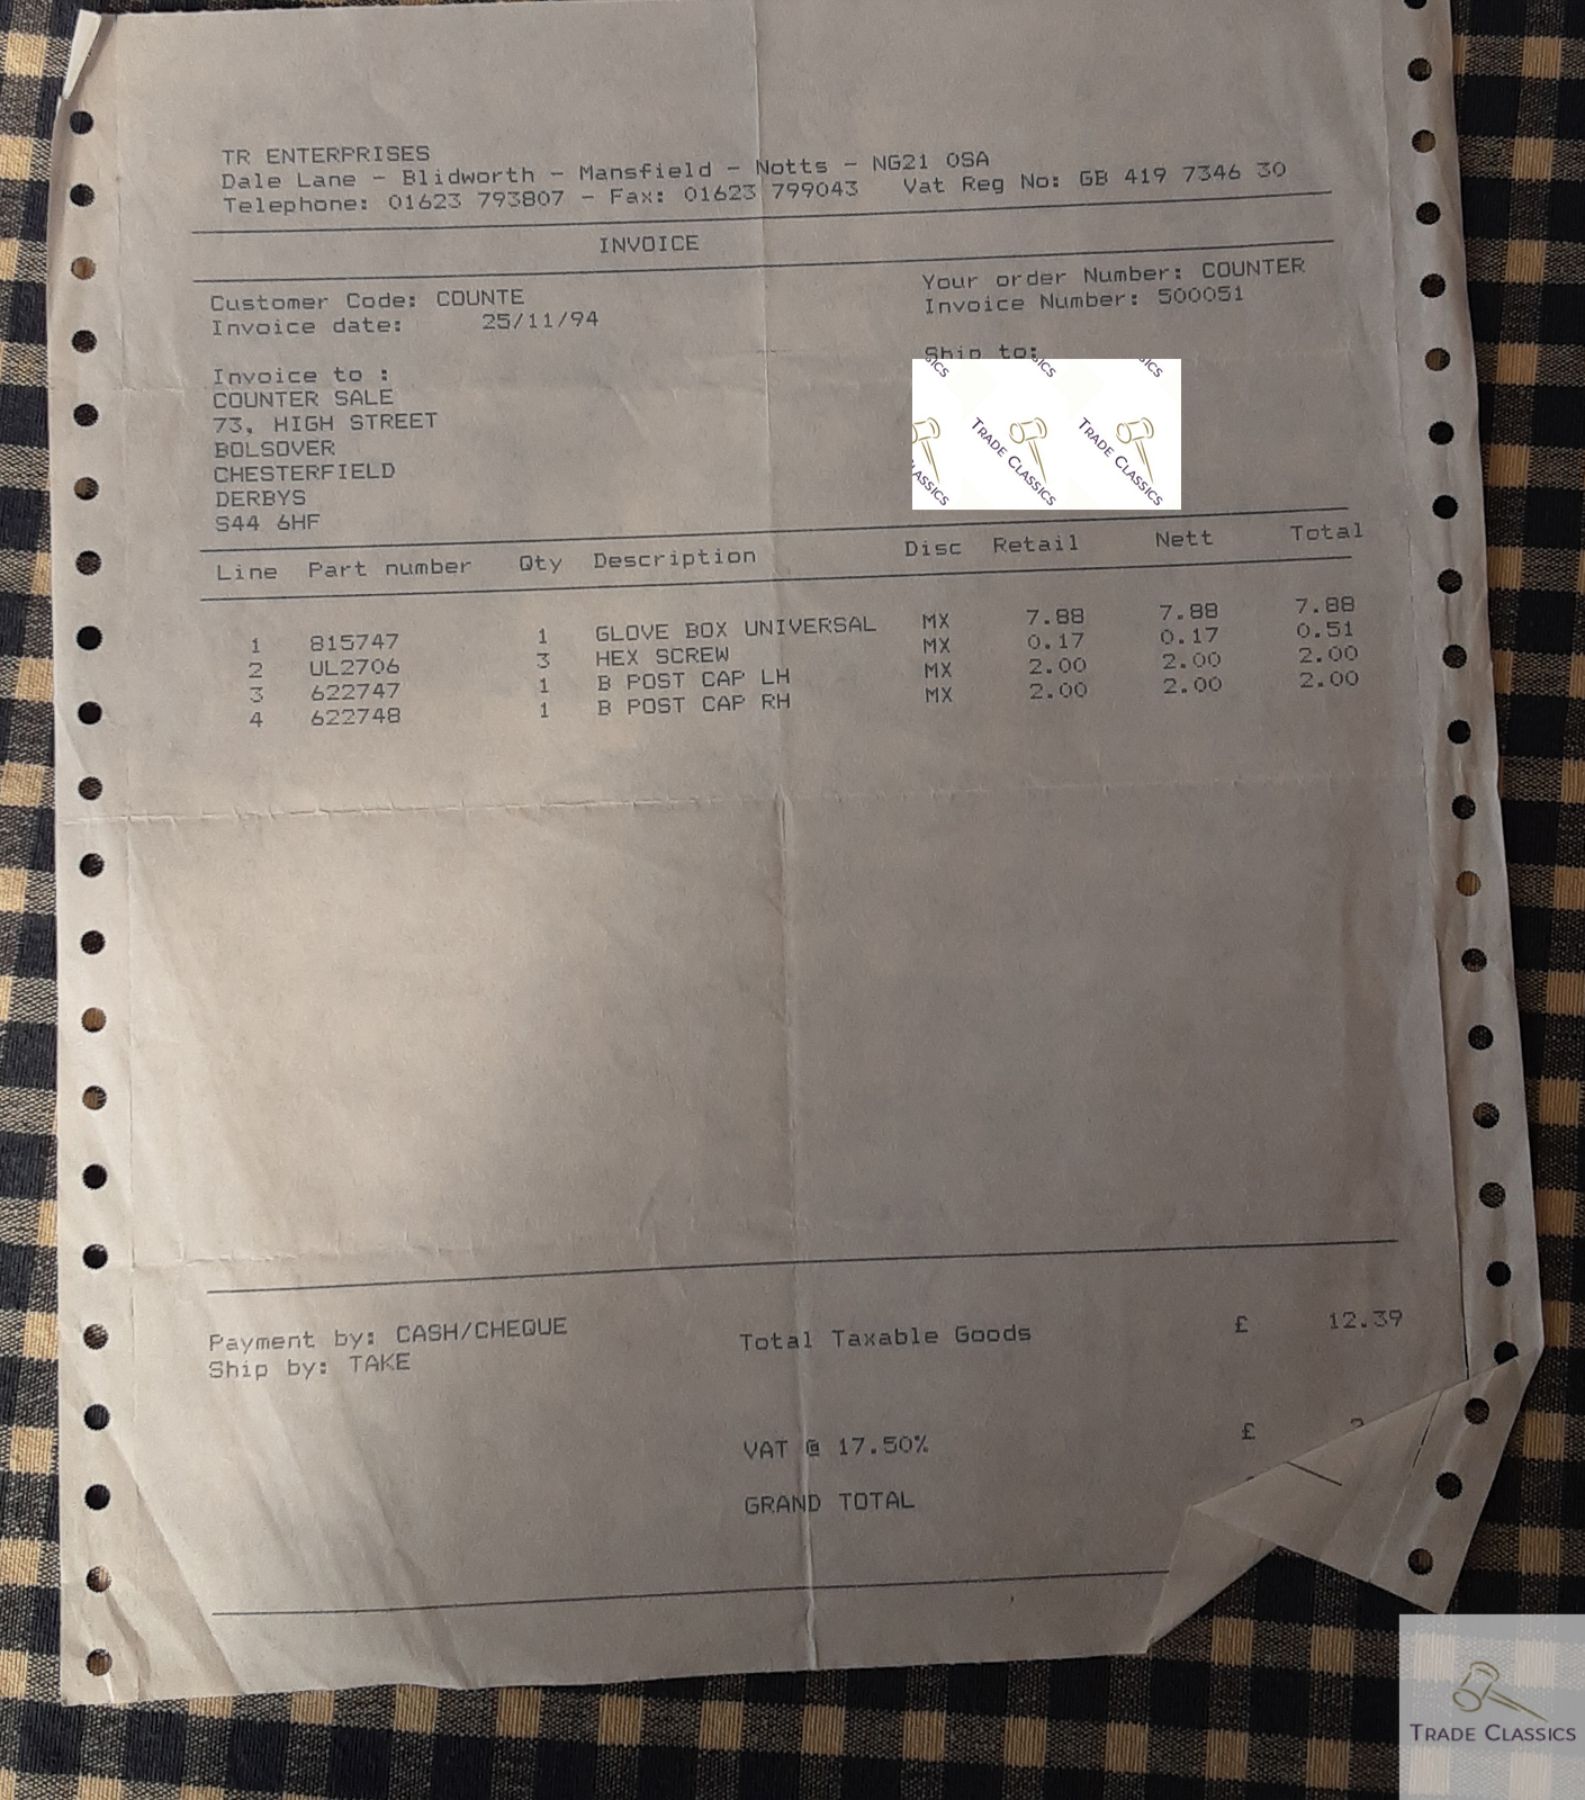 TR ENTERPRISES
Dale Lane - Blidworth - Mansfield - Notts - NG21 0SA
Telephone: 01623 793807 - Fax: 01623 799043 Vat Reg No: GB 419 7346 30
INVOICE
Customer Code: COUNTE
Invoice date: 25/11/94
Your order Number: COUNTER
Invoice Number: 500051
Ship to:
Invoice to :
COUNTER SALE
73, HIGH STREET
BOLSOVER
CHESTERFIELD
DERBYS
S44 6HF
TRADE CLASSICS
TRADE CLASSICS
Line Part number Qty Description Disc Retail Nett Total
1 815747 1 GLOVE BOX UNIVERSAL MX 7.88 7.88 7.88
2 UL2706 3 HEX SCREW MX 0.17 0.17 0.51
3 622747 1 B POST CAP LH MX 2.00 2.00 2.00
4 622748 1 B POST CAP RH MX 2.00 2.00 2.00
Payment by: CASH/CHEQUE
Ship by: TAKE
Total Taxable Goods £ 12.39
VAT @ 17.50% £
GRAND TOTAL
TRADE CLASSICS